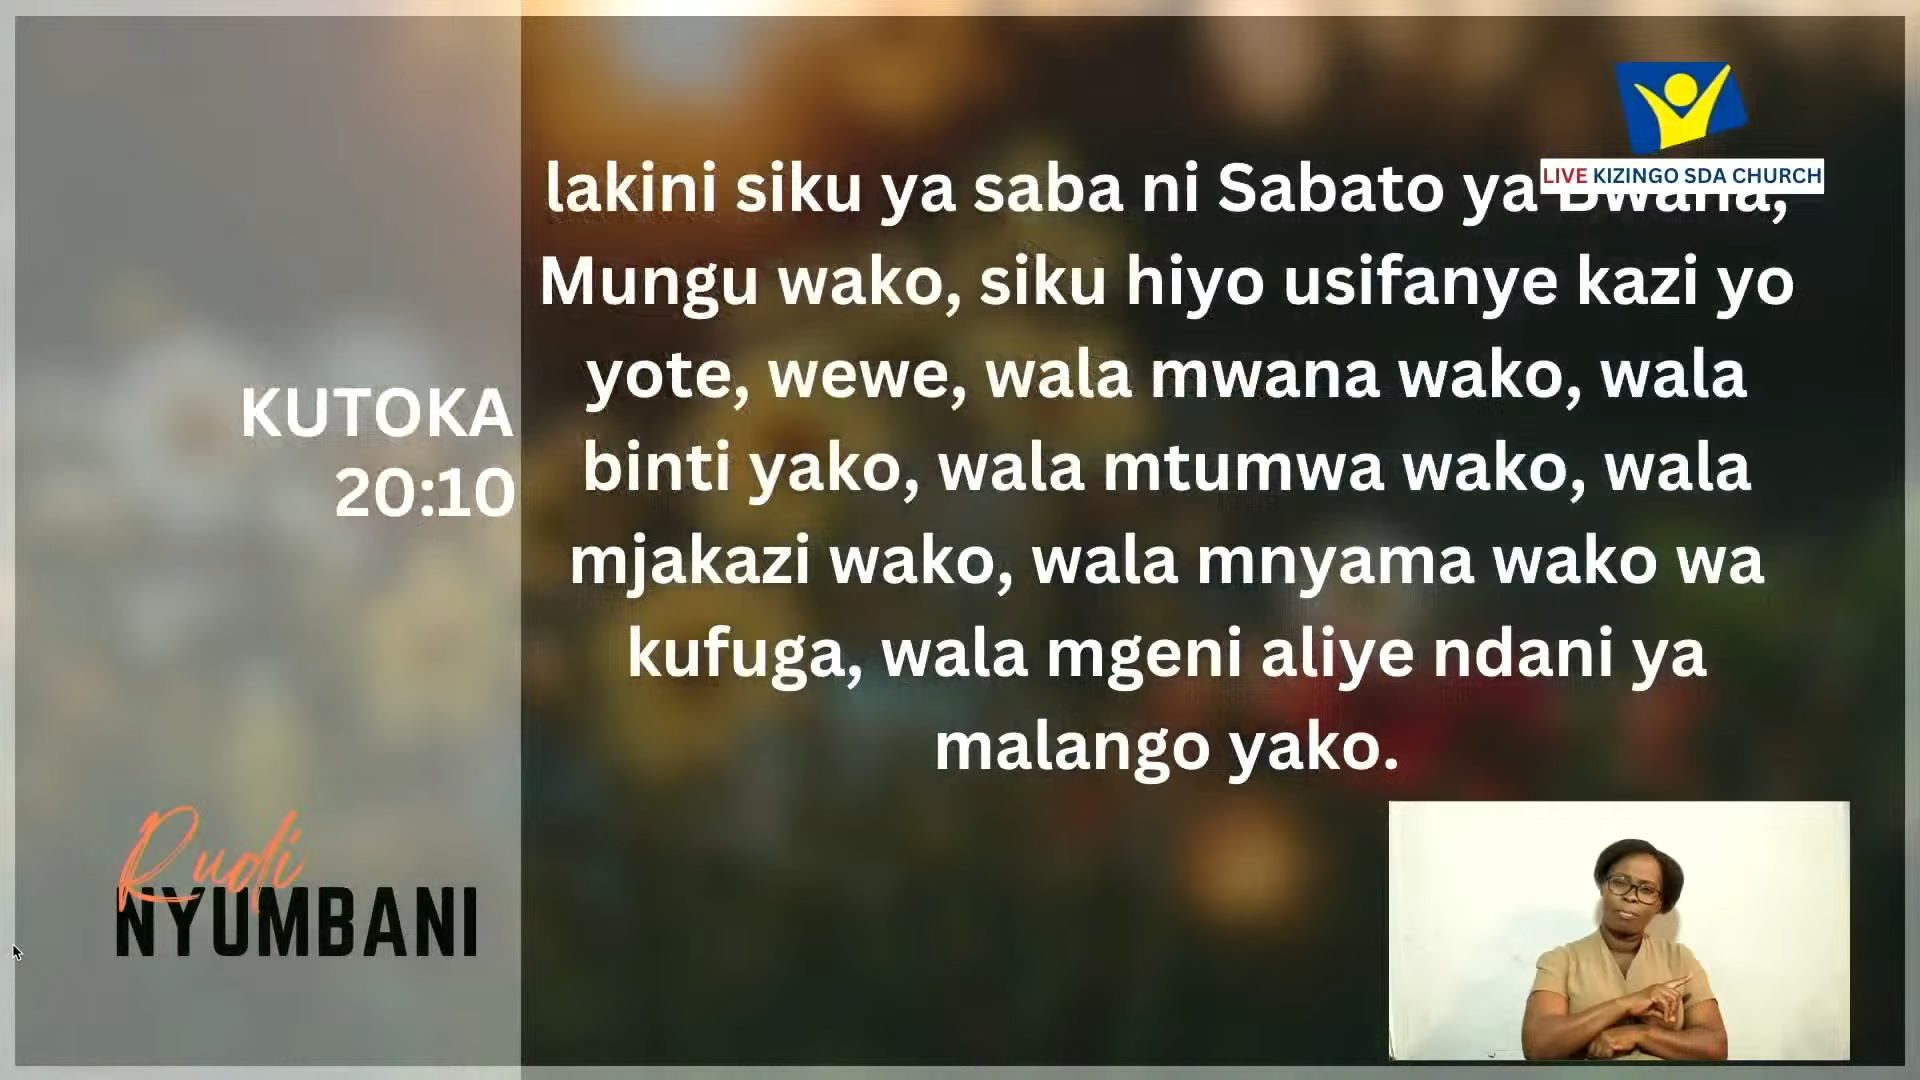 KUTOKA
20:10
lakini siku ya saba ni Sabato ya Bwana,
Mungu wako, siku hiyo usifanye kazi yo
yote, wewe, wala mwana wako, wala
binti yako, wala mtumwa wako, wala
mjakazi wako, wala mnyama wako wa
kufuga, wala mgeni aliye ndani ya
malango yako.
LIVE KIZINGO SDA CHURCH
Rudi
NYUMBANI